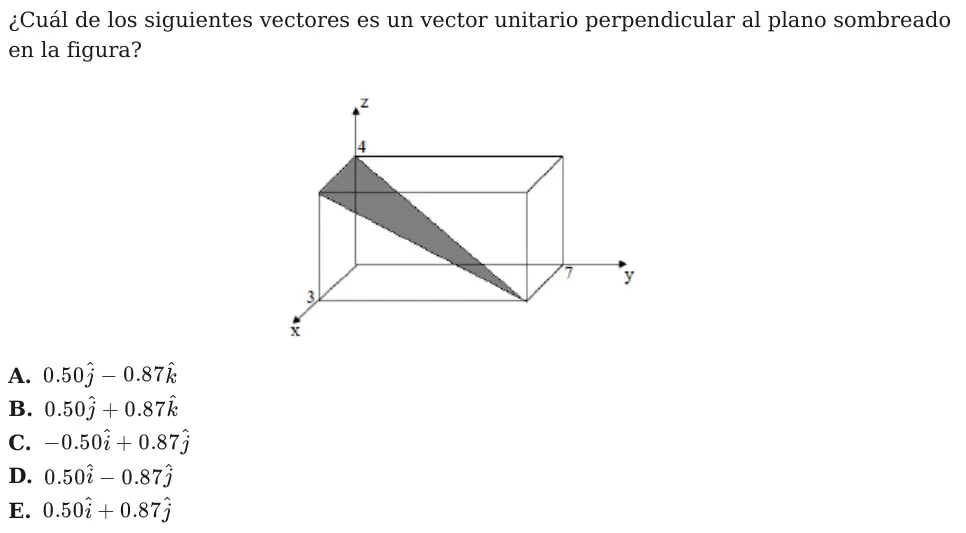 ¿Cuál de los siguientes vectores es un vector unitario perpendicular al plano sombreado
en la figura?
z
4
7
y
3
x
A. 0.50ĵ − 0.87k̂
B. 0.50ĵ + 0.87k̂
C. −0.50î + 0.87ĵ
D. 0.50î − 0.87ĵ
E. 0.50î + 0.87ĵ